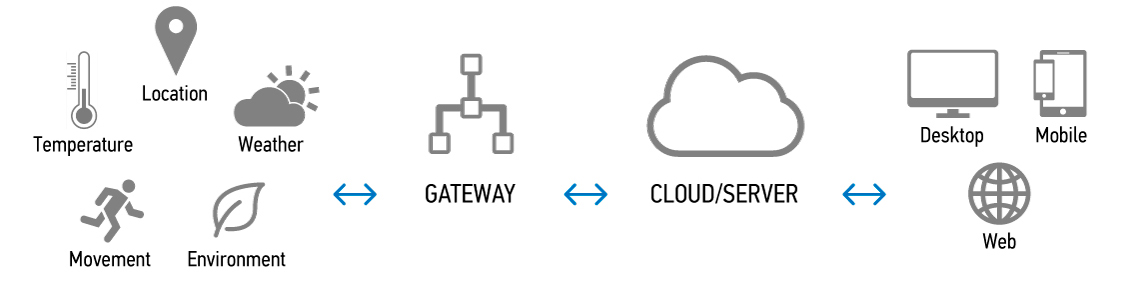 Location
Temperature
Weather
Movement
Environment
GATEWAY
CLOUD/SERVER
Desktop
Mobile
Web